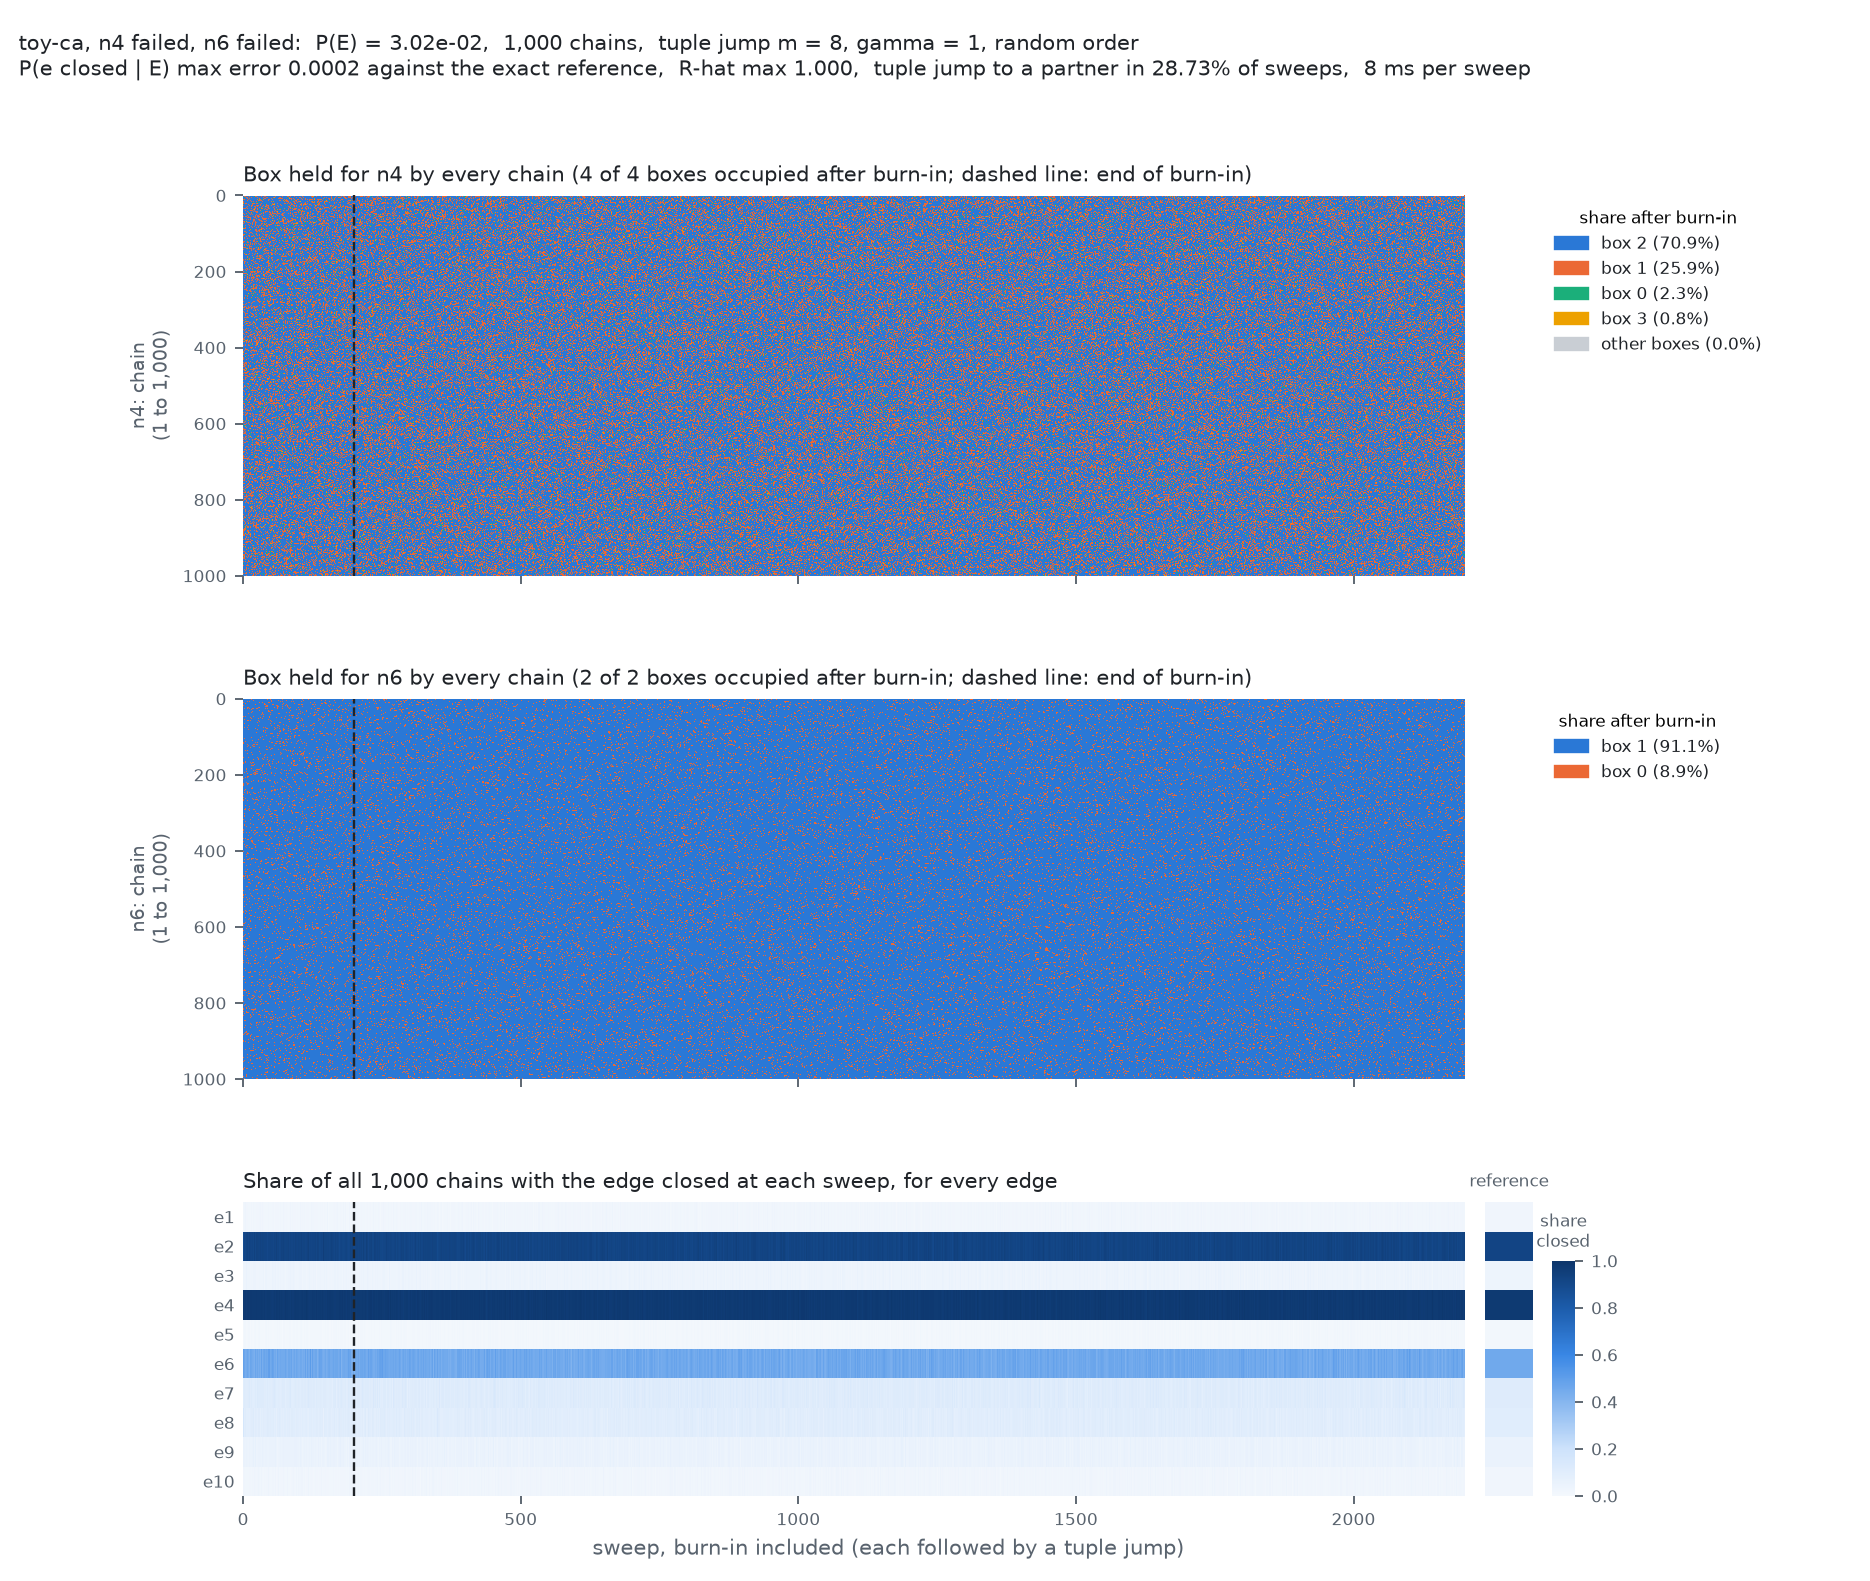 toy-ca, n4 failed, n6 failed:  P(E) = 3.02e-02,  1,000 chains,  tuple jump m = 8, gamma = 1, random order
P(e closed | E) max error 0.0002 against the exact reference,  R-hat max 1.000,  tuple jump to a partner in 28.73% of sweeps,  8 ms per sweep
Box held for n4 by every chain (4 of 4 boxes occupied after burn-in; dashed line: end of burn-in)
0
200
400
600
800
1000
n4: chain
(1 to 1,000)
share after burn-in
box 2 (70.9%)
box 1 (25.9%)
box 0 (2.3%)
box 3 (0.8%)
other boxes (0.0%)
Box held for n6 by every chain (2 of 2 boxes occupied after burn-in; dashed line: end of burn-in)
0
200
400
600
800
1000
n6: chain
(1 to 1,000)
share after burn-in
box 1 (91.1%)
box 0 (8.9%)
Share of all 1,000 chains with the edge closed at each sweep, for every edge
reference
e1
e2
e3
e4
e5
e6
e7
e8
e9
e10
share
closed
1.0
0.8
0.6
0.4
0.2
0.0
0
500
1000
1500
2000
sweep, burn-in included (each followed by a tuple jump)